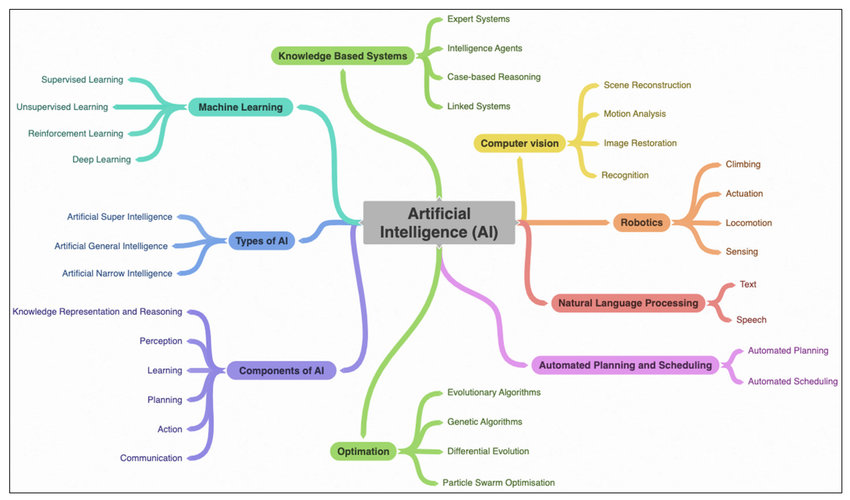 Expert Systems
Knowledge Based Systems
Intelligence Agents
Case-based Reasoning
Linked Systems
Supervised Learning
Unsupervised Learning
Machine Learning
Reinforcement Learning
Deep Learning
Scene Reconstruction
Motion Analysis
Computer vision
Image Restoration
Recognition
Artificial
Intelligence (AI)
Climbing
Actuation
Robotics
Locomotion
Sensing
Artificial Super Intelligence
Types of AI
Artificial General Intelligence
Artificial Narrow Intelligence
Text
Natural Language Processing
Speech
Knowledge Representation and Reasoning
Perception
Learning
Components of AI
Planning
Action
Communication
Automated Planning
Automated Planning and Scheduling
Automated Scheduling
Evolutionary Algorithms
Genetic Algorithms
Optimation
Differential Evolution
Particle Swarm Optimisation